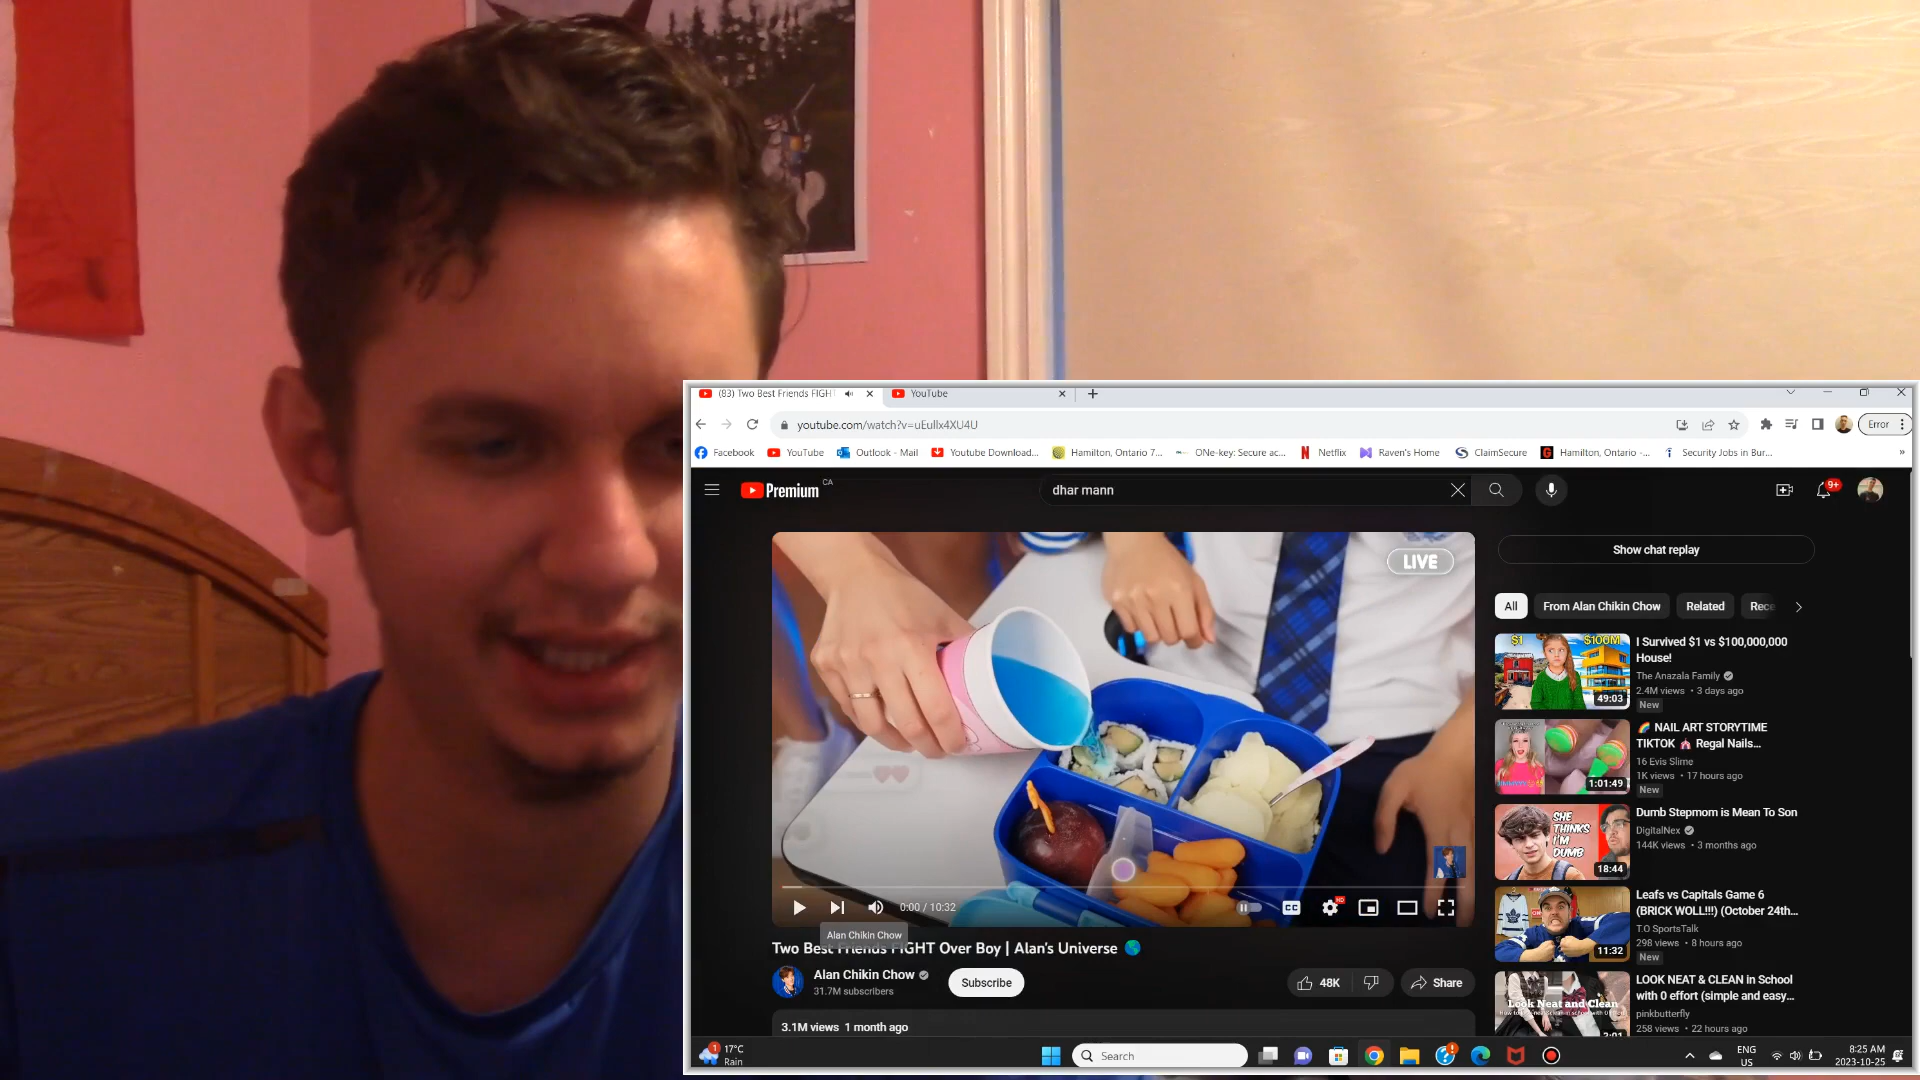 (83) Two Best Friends FIGHT
YouTube
youtube.com/watch?v=uEullx4XU4U
Error
Facebook
YouTube
Outlook - Mail
Youtube Download...
Hamilton, Ontario 7...
ONe-key: Secure ac...
Netflix
Raven's Home
ClaimSecure
Hamilton, Ontario -...
Security Jobs in Bur...
»
Premium CA
dhar mann
9+
LIVE
0:00 / 10:32
CC
HD
Alan Chikin Chow
Two Best Friends FIGHT Over Boy | Alan's Universe
Alan Chikin Chow
31.7M subscribers
Subscribe
48K
Share
3.1M views 1 month ago
Show chat replay
All
From Alan Chikin Chow
Related
Rece
$1
$100M
49:03
I Survived $1 vs $100,000,000
House!
The Anazala Family
2.4M views • 3 days ago
New
1:01:49
NAIL ART STORYTIME
TIKTOK Regal Nails...
16 Evis Slime
1K views • 17 hours ago
New
SHE
THINKS
I'M
DUMB
18:44
Dumb Stepmom is Mean To Son
DigitalNex
144K views • 3 months ago
11:32
Leafs vs Capitals Game 6
(BRICK WOLL!!!) (October 24th...
T.O SportsTalk
298 views • 8 hours ago
New
Look Neat and Clean
LOOK NEAT & CLEAN in School
with 0 effort (simple and easy...
pinkbutterfly
258 views • 22 hours ago
1
17°C
Rain
Search
ENG
US
8:25 AM
2023-10-25